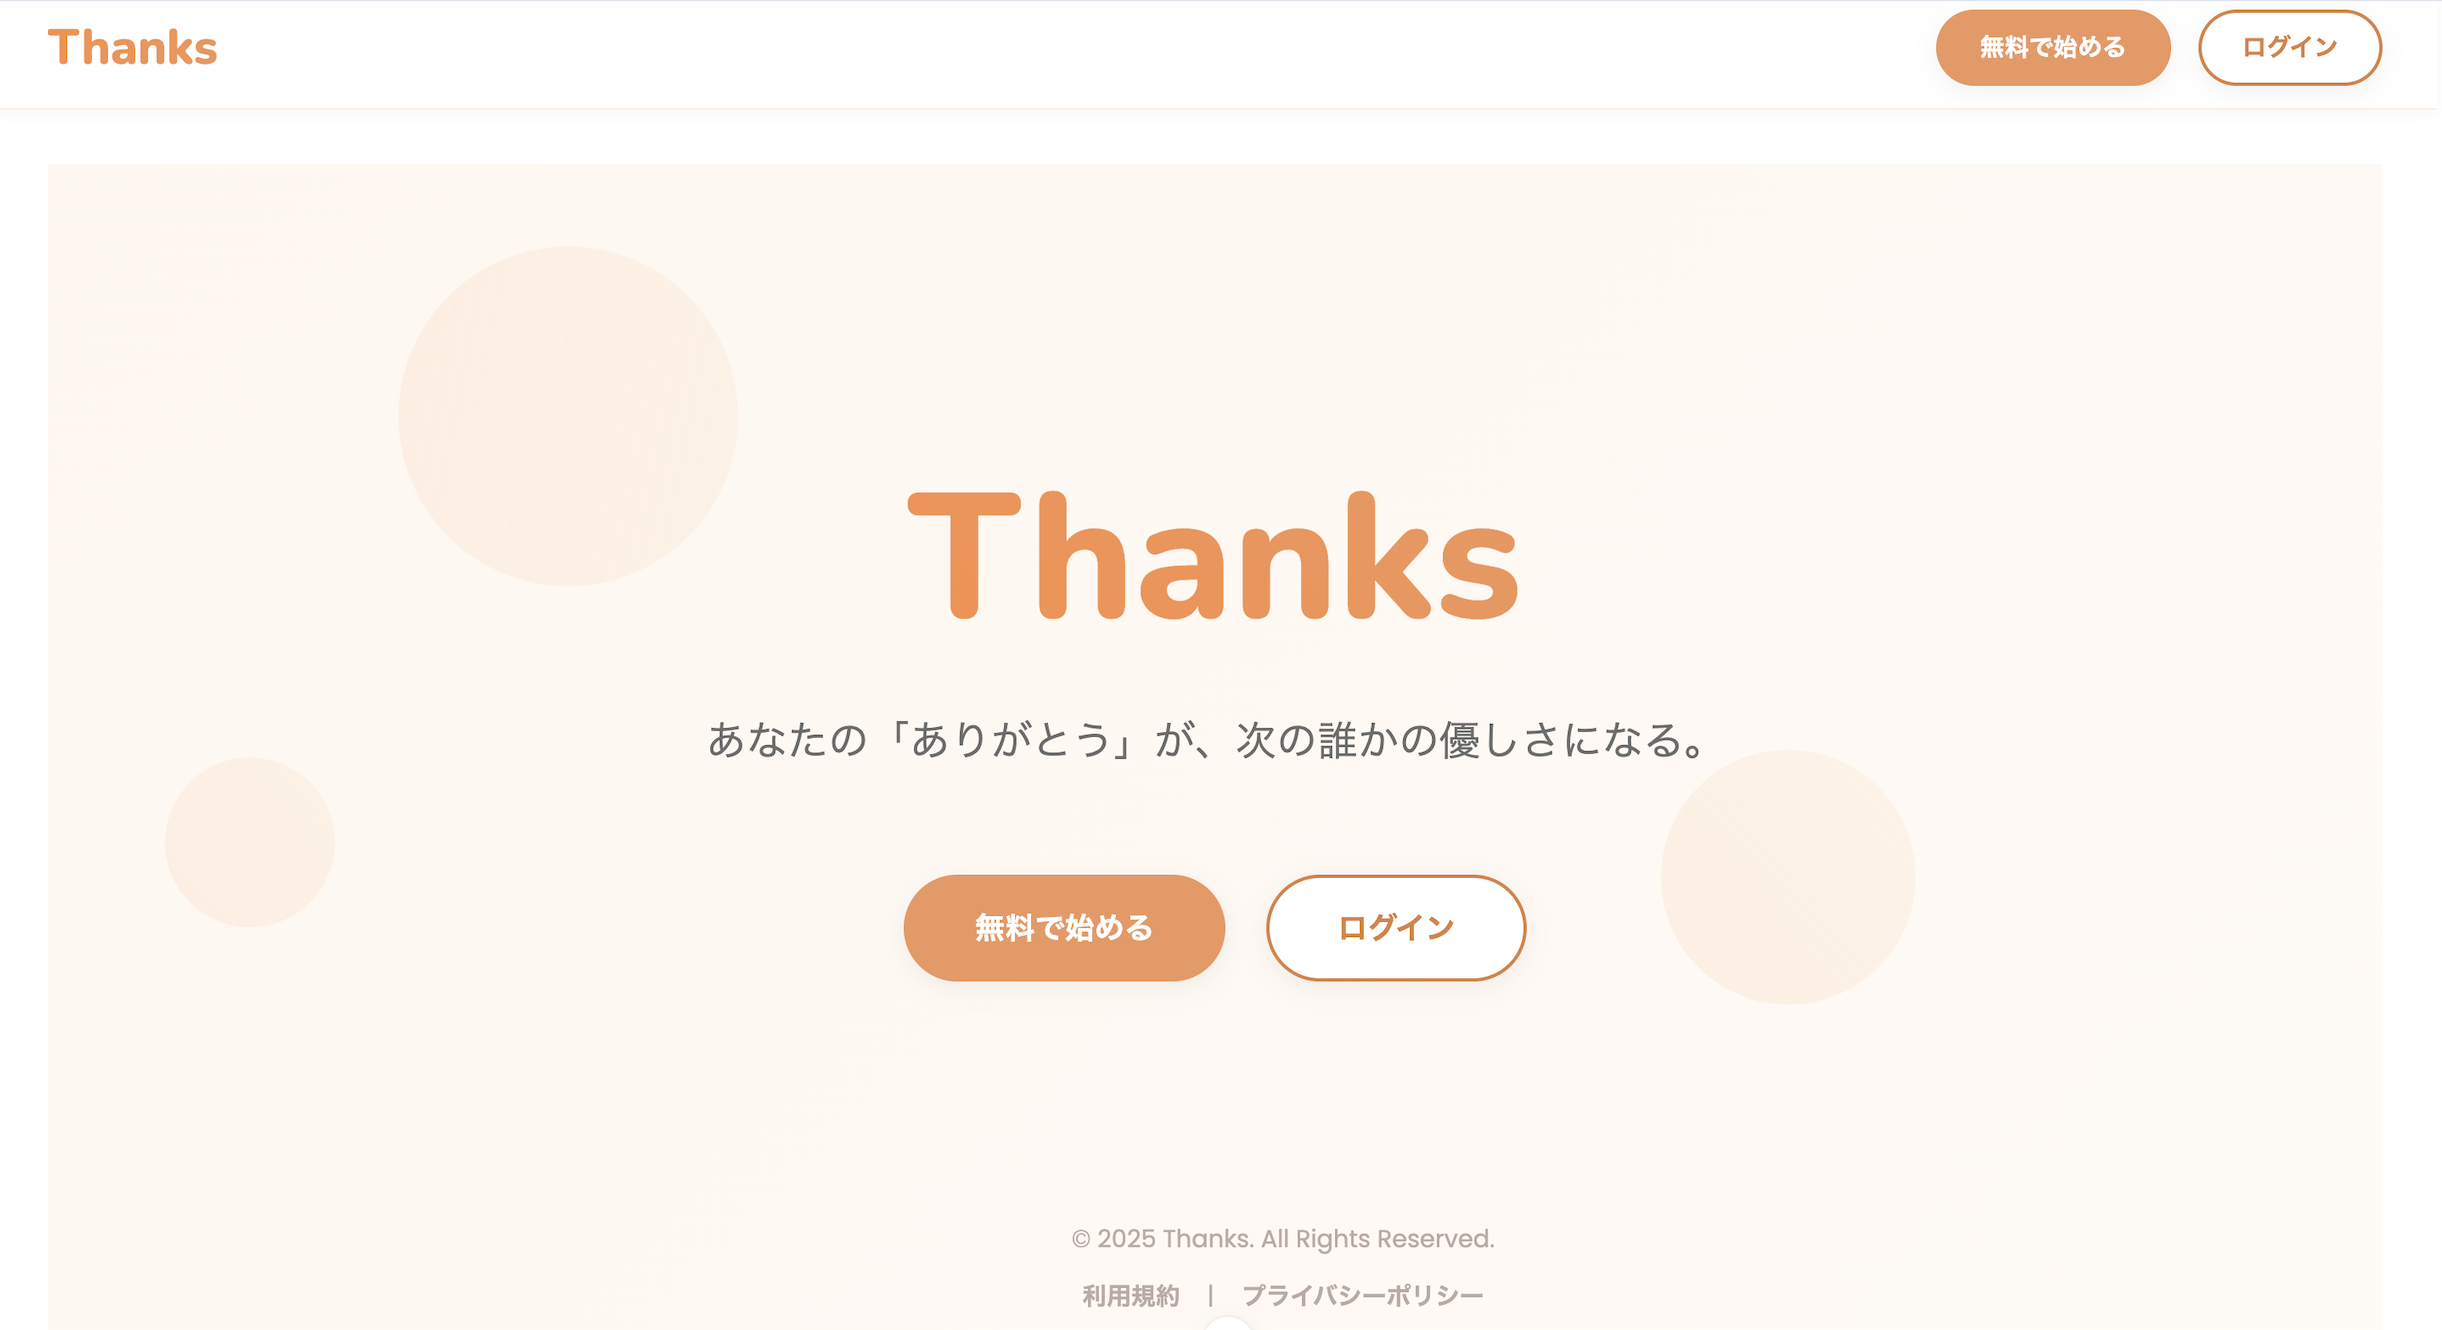 Thanks
無料で始める
ログイン
Thanks
あなたの「ありがとう」が、次の誰かの優しさになる。
無料で始める
ログイン
© 2025 Thanks. All Rights Reserved.
利用規約 | プライバシーポリシー